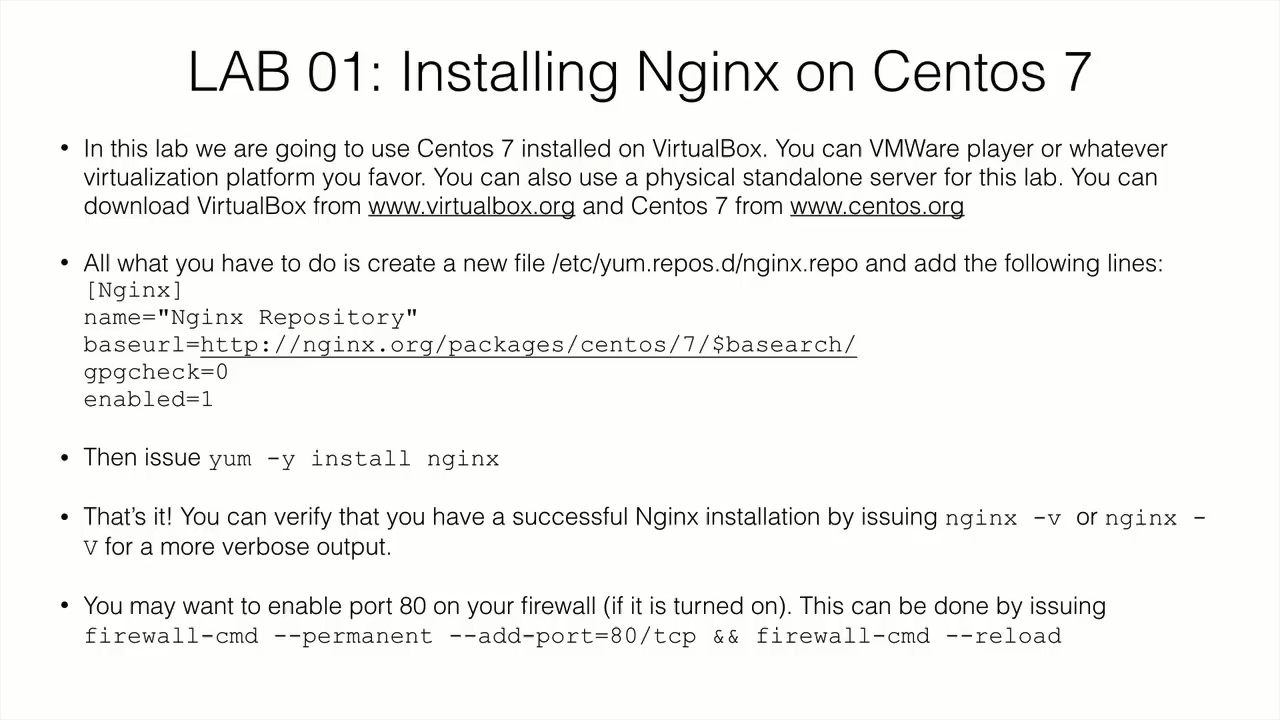 LAB 01: Installing Nginx on Centos 7
• In this lab we are going to use Centos 7 installed on VirtualBox. You can VMWare player or whatever
virtualization platform you favor. You can also use a physical standalone server for this lab. You can
download VirtualBox from www.virtualbox.org and Centos 7 from www.centos.org
• All what you have to do is create a new file /etc/yum.repos.d/nginx.repo and add the following lines:
[Nginx]
name="Nginx Repository"
baseurl=http://nginx.org/packages/centos/7/$basearch/
gpgcheck=0
enabled=1
• Then issue yum -y install nginx
• That’s it! You can verify that you have a successful Nginx installation by issuing nginx -v or nginx -
V for a more verbose output.
• You may want to enable port 80 on your firewall (if it is turned on). This can be done by issuing
firewall-cmd --permanent --add-port=80/tcp && firewall-cmd --reload